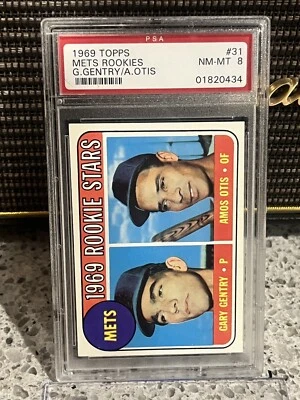 PSA
1969 TOPPS #31
METS ROOKIES NM-MT 8
G.GENTRY/A.OTIS 01820434
1969 ROOKIE STARS
METS
AMOS OTIS • OF
GARY GENTRY • P